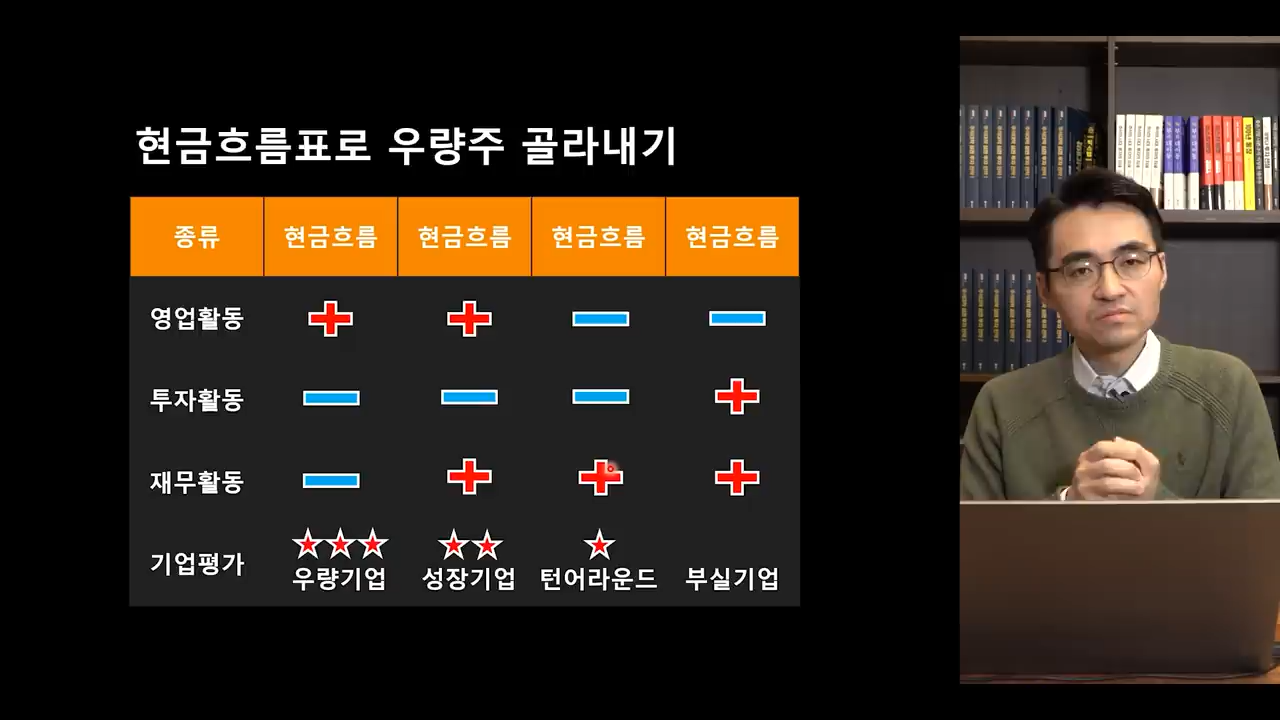 현금흐름표로 우량주 골라내기
종류 현금흐름 현금흐름 현금흐름 현금흐름
영업활동
투자활동
재무활동
기업평가
우량기업 성장기업 턴어라운드 부실기업